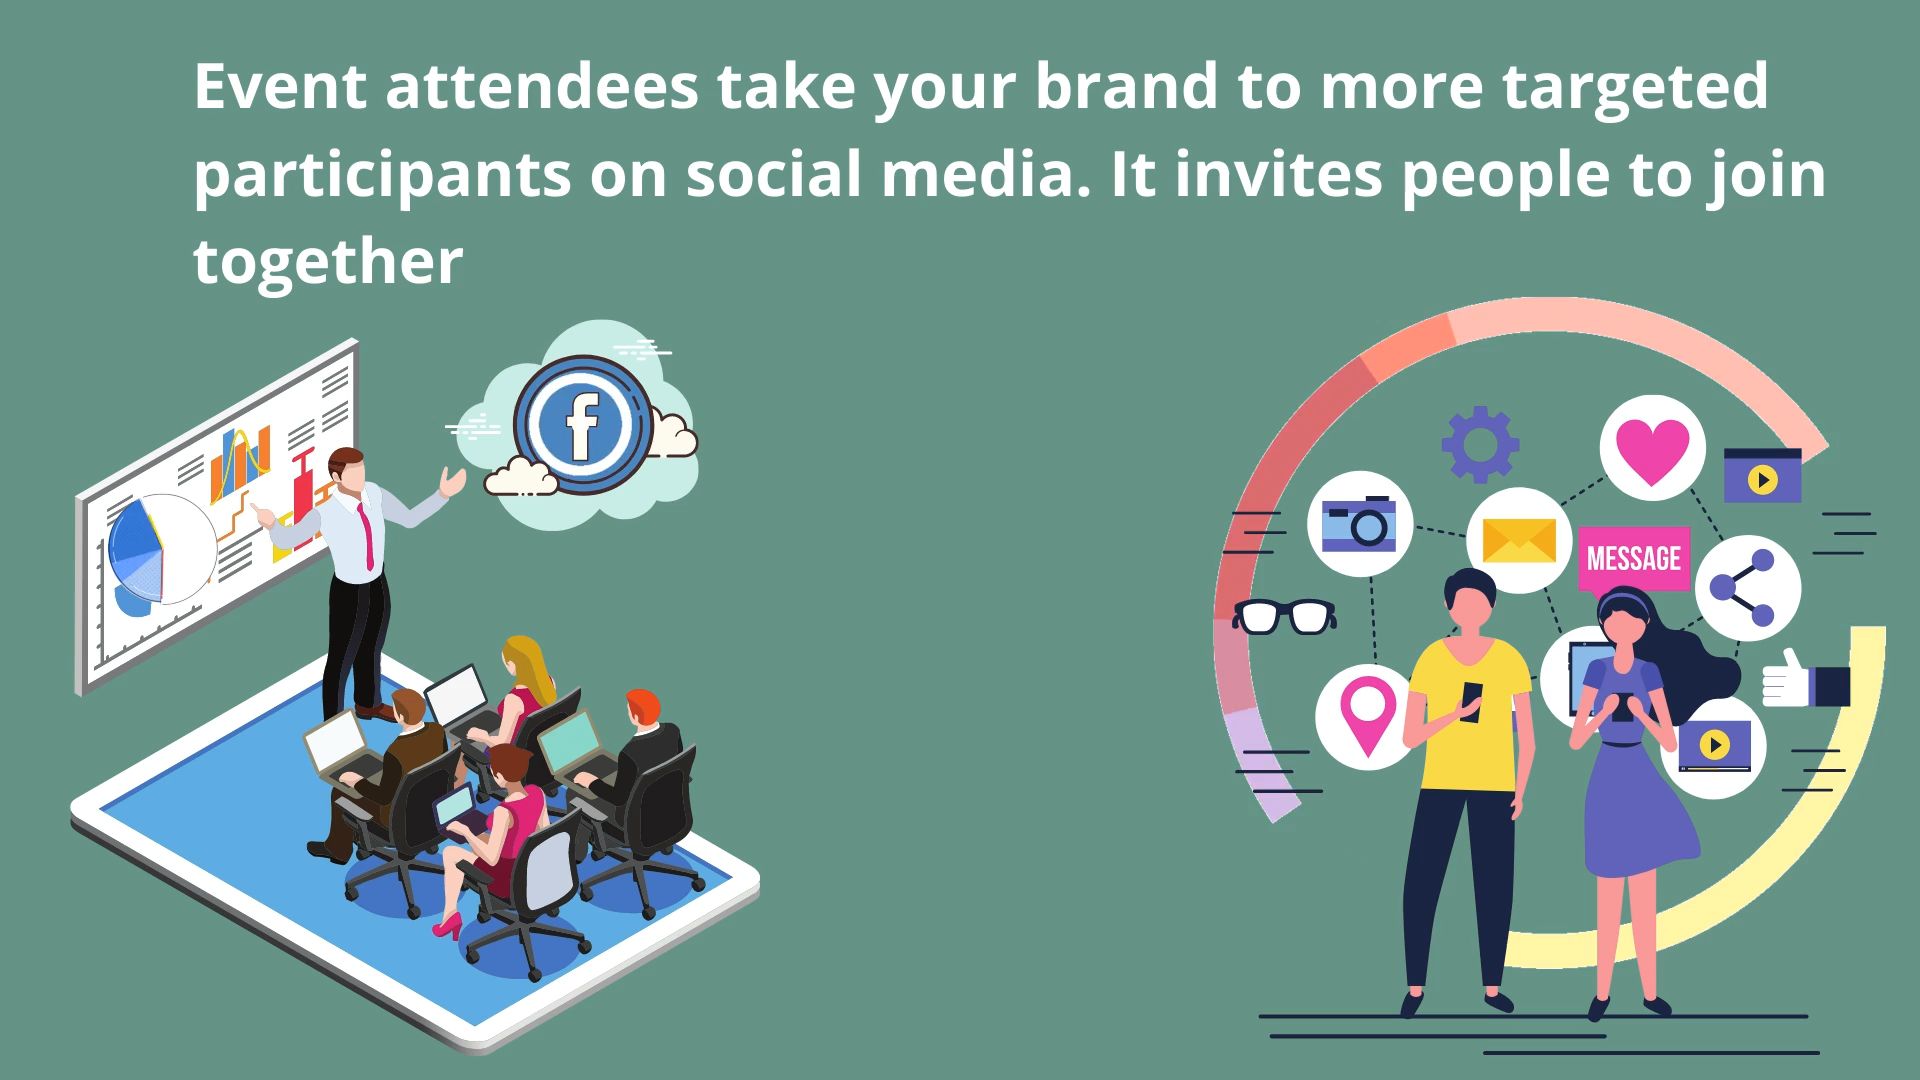 Event attendees take your brand to more targeted
participants on social media. It invites people to join
together
f
MESSAGE